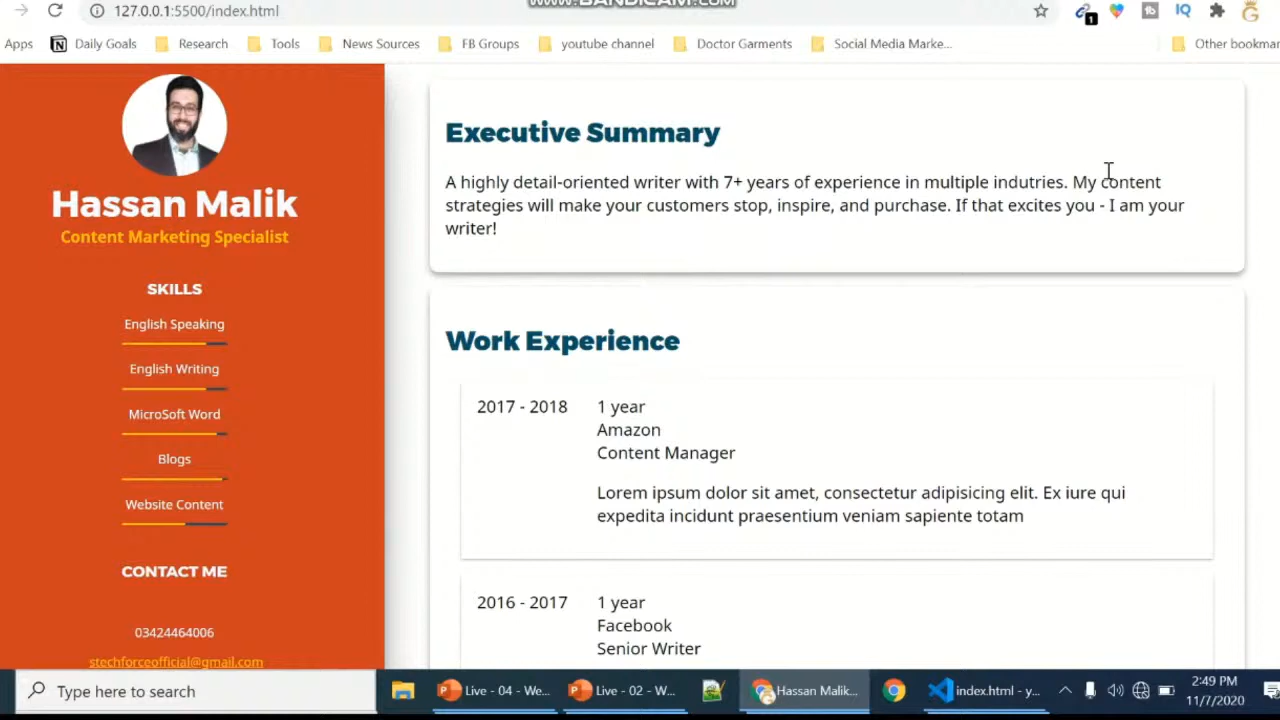 www.BANDICAM.com
127.0.0.1:5500/index.html
1
Apps Daily Goals Research Tools News Sources FB Groups youtube channel Doctor Garments Social Media Marke... Other bookmar
Hassan Malik
Content Marketing Specialist
SKILLS
English Speaking
English Writing
MicroSoft Word
Blogs
Website Content
CONTACT ME
03424464006
stechforceofficial@gmail.com
Executive Summary
A highly detail-oriented writer with 7+ years of experience in multiple indutries. My content
strategies will make your customers stop, inspire, and purchase. If that excites you - I am your
writer!
Work Experience
2017 - 2018 1 year
Amazon
Content Manager
Lorem ipsum dolor sit amet, consectetur adipisicing elit. Ex iure qui
expedita incidunt praesentium veniam sapiente totam
2016 - 2017 1 year
Facebook
Senior Writer
Type here to search
Live - 04 - We... Live - 02 - W... Hassan Malik... index.html - y...
2:49 PM
11/7/2020